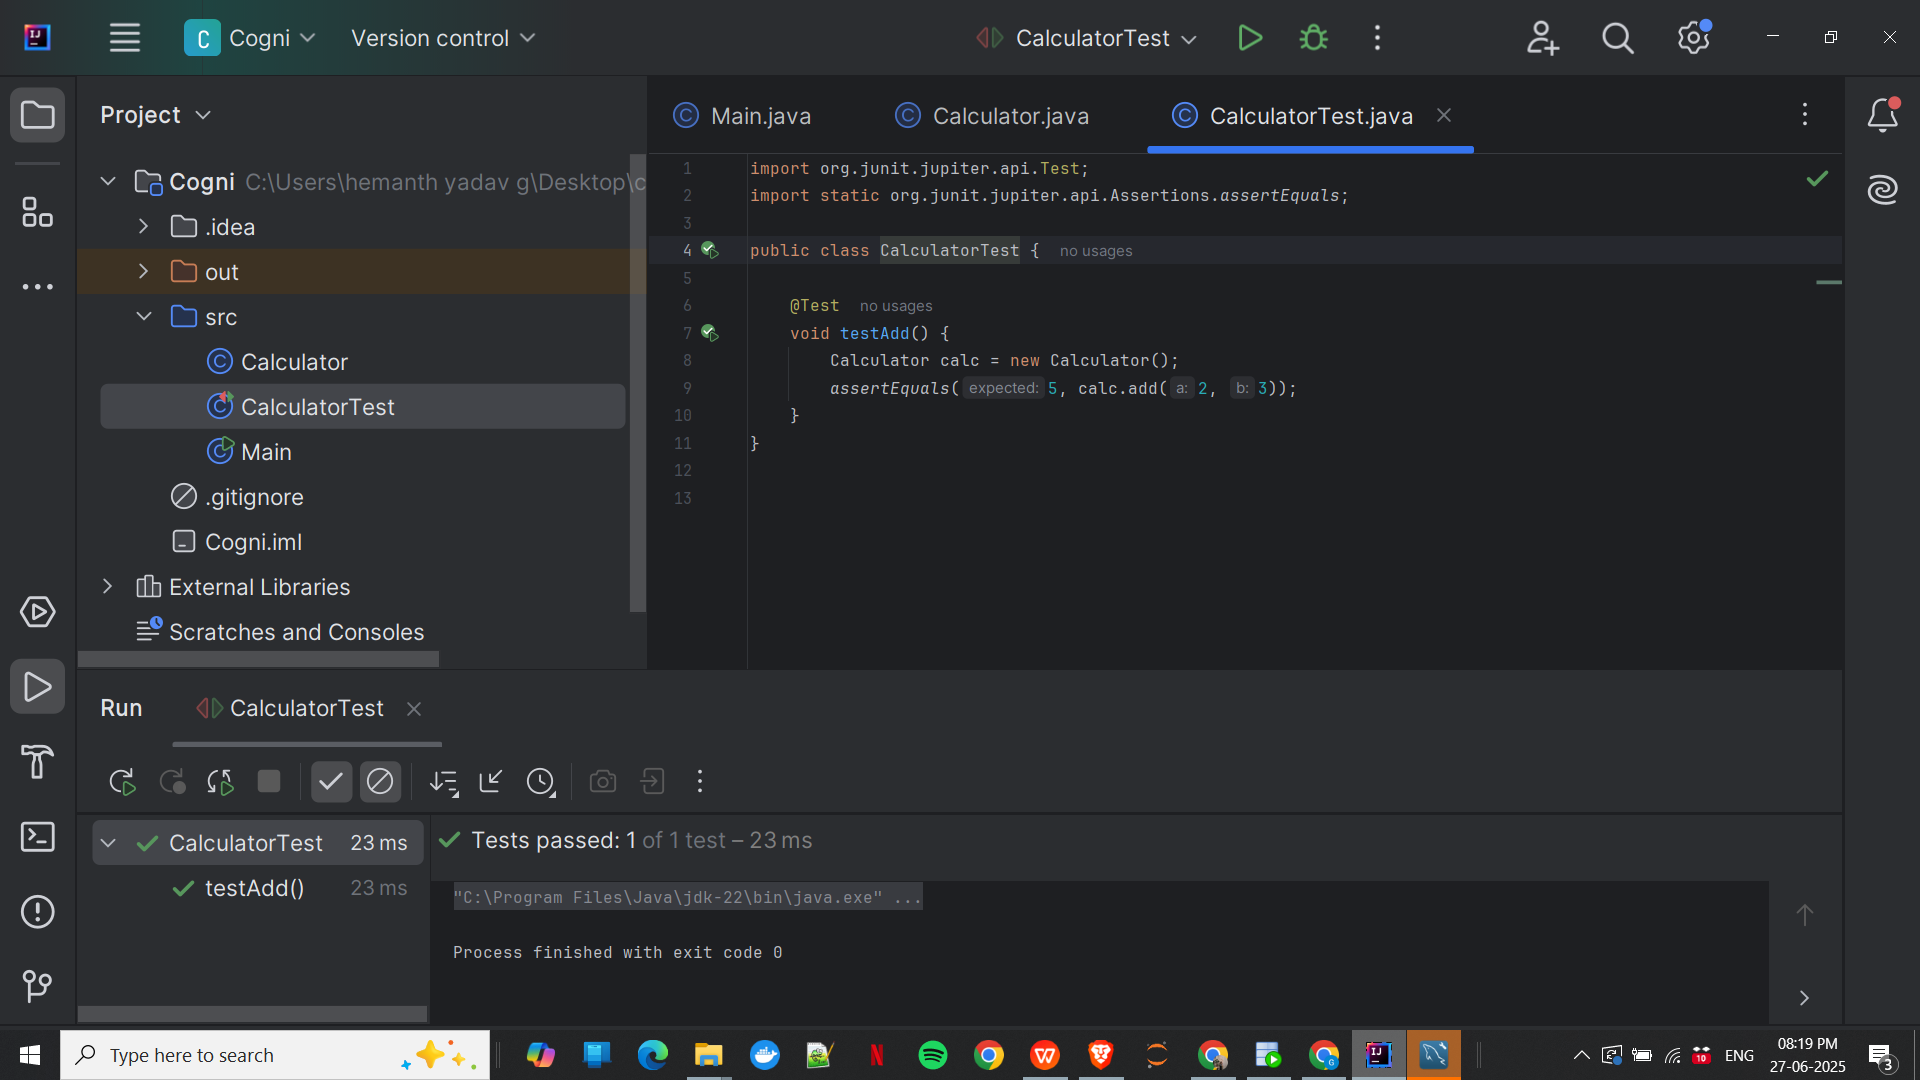 C Cogni Version control CalculatorTest
Project
Main.java Calculator.java CalculatorTest.java
Cogni C:\Users\hemanth yadav g\Desktop\c
.idea
out
src
Calculator
CalculatorTest
Main
.gitignore
Cogni.iml
External Libraries
Scratches and Consoles
1 import org.junit.jupiter.api.Test;
2 import static org.junit.jupiter.api.Assertions.assertEquals;
3
4 public class CalculatorTest { no usages
5
6 @Test no usages
7 void testAdd() {
8 Calculator calc = new Calculator();
9 assertEquals( expected: 5, calc.add( a: 2, b: 3));
10 }
11 }
12
13
Run CalculatorTest
CalculatorTest 23 ms
testAdd() 23 ms
Tests passed: 1 of 1 test – 23 ms
"C:\Program Files\Java\jdk-22\bin\java.exe" ...
Process finished with exit code 0
Type here to search
10 ENG 08:19 PM
27-06-2025
3